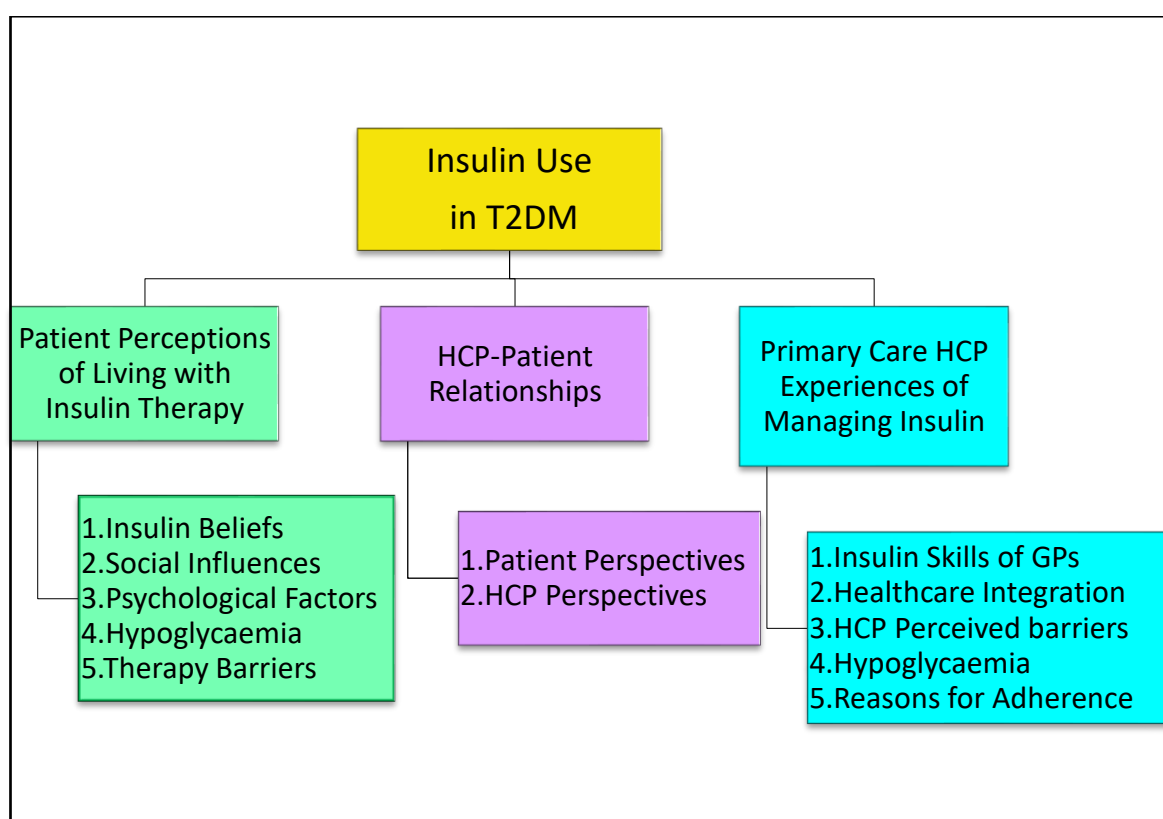 Insulin Use
in T2DM
Patient Perceptions
of Living with
Insulin Therapy
HCP-Patient
Relationships
Primary Care HCP
Experiences of
Managing Insulin
1.Insulin Beliefs
2.Social Influences
3.Psychological Factors
4.Hypoglycaemia
5.Therapy Barriers
1.Patient Perspectives
2.HCP Perspectives
1.Insulin Skills of GPs
2.Healthcare Integration
3.HCP Perceived barriers
4.Hypoglycaemia
5.Reasons for Adherence